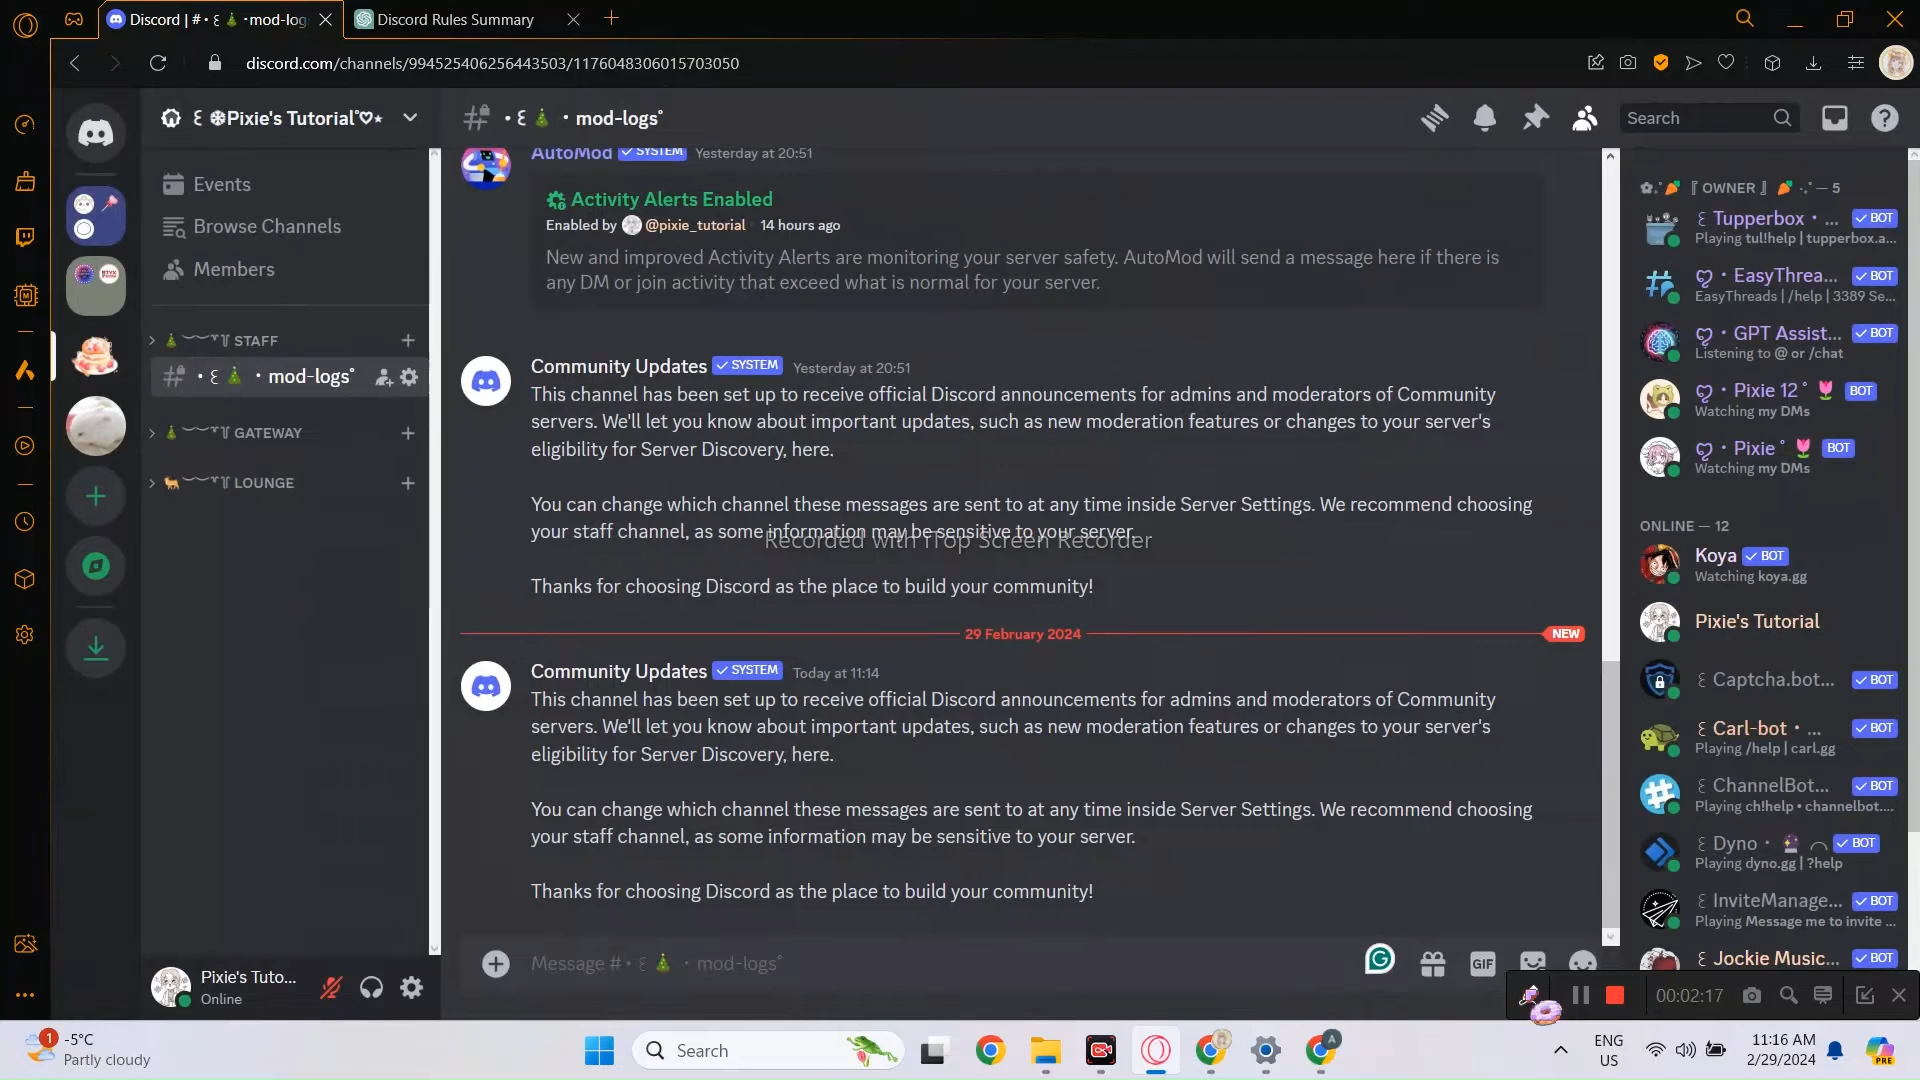 Discord | # • ꒰ 🎄 • mod-log
Discord Rules Summary
discord.com/channels/994525406256443503/1176048306015703050
꒰ ❄Pixie's Tutorial˚♡⋆
# • ꒰ 🎄 • mod-logs˚
Search
Events
Browse Channels
Members
STAFF
• ꒰ 🎄 • mod-logs˚
GATEWAY
LOUNGE
AutoMod ✓ SYSTEM Yesterday at 20:51
Activity Alerts Enabled
Enabled by @pixie_tutorial 14 hours ago
New and improved Activity Alerts are monitoring your server safety. AutoMod will send a message here if there is
any DM or join activity that exceed what is normal for your server.
Community Updates ✓ SYSTEM Yesterday at 20:51
This channel has been set up to receive official Discord announcements for admins and moderators of Community
servers. We'll let you know about important updates, such as new moderation features or changes to your server's
eligibility for Server Discovery, here.
You can change which channel these messages are sent to at any time inside Server Settings. We recommend choosing
your staff channel, as some information may be sensitive to your server.
Recorded with iTop Screen Recorder
Thanks for choosing Discord as the place to build your community!
29 February 2024 NEW
Community Updates ✓ SYSTEM Today at 11:14
This channel has been set up to receive official Discord announcements for admins and moderators of Community
servers. We'll let you know about important updates, such as new moderation features or changes to your server's
eligibility for Server Discovery, here.
You can change which channel these messages are sent to at any time inside Server Settings. We recommend choosing
your staff channel, as some information may be sensitive to your server.
Thanks for choosing Discord as the place to build your community!
Message # • ꒰ 🎄 • mod-logs˚
GIF
Pixie's Tuto...
Online
『 OWNER 』 🥕 — 5
꒰ Tupperbox • ... ✓ BOT
Playing tul!help | tupperbox.a...
ღ • EasyThrea... ✓ BOT
EasyThreads | /help | 3389 Se...
ღ • GPT Assist... ✓ BOT
Listening to @ or /chat
ღ • Pixie 12˚ 🌷 BOT
Watching my DMs
ღ • Pixie˚ 🌷 BOT
Watching my DMs
ONLINE — 12
Koya ✓ BOT
Watching koya.gg
Pixie's Tutorial
꒰ Captcha.bot... ✓ BOT
꒰ Carl-bot • ... ✓ BOT
Playing /help | carl.gg
꒰ ChannelBot... ✓ BOT
Playing ch!help • channelbot....
꒰ Dyno • 🔮 ✓ BOT
Playing dyno.gg | ?help
꒰ InviteManage... ✓ BOT
Playing Message me to invite ...
꒰ Jockie Music... ✓ BOT
00:02:17
1
-5°C
Partly cloudy
Search
A
ENG
US
11:16 AM
2/29/2024
PRE